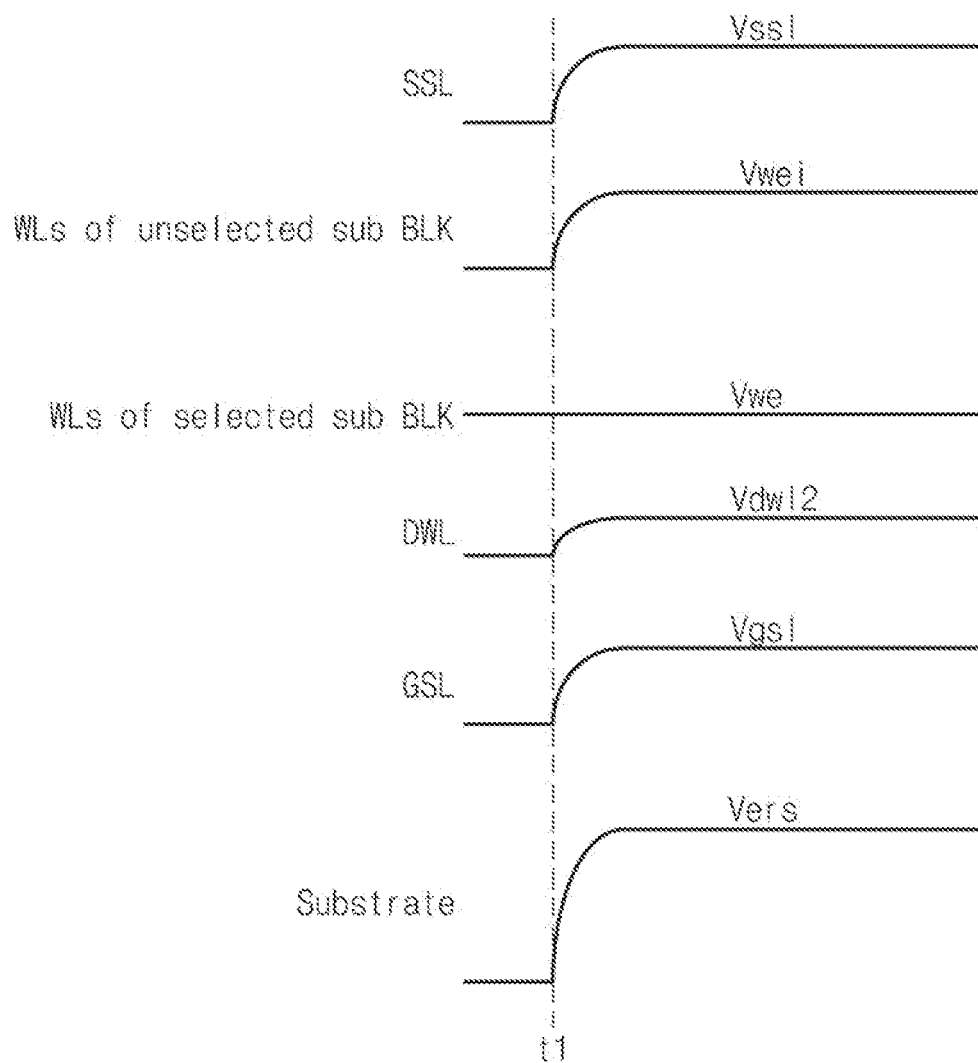 Vssl
SSL
Vwei
WLs of unselected sub BLK
Vwe
WLs of selected sub BLK
Vdwl2
DWL
Vgsl
GSL
Vers
Substrate
t1